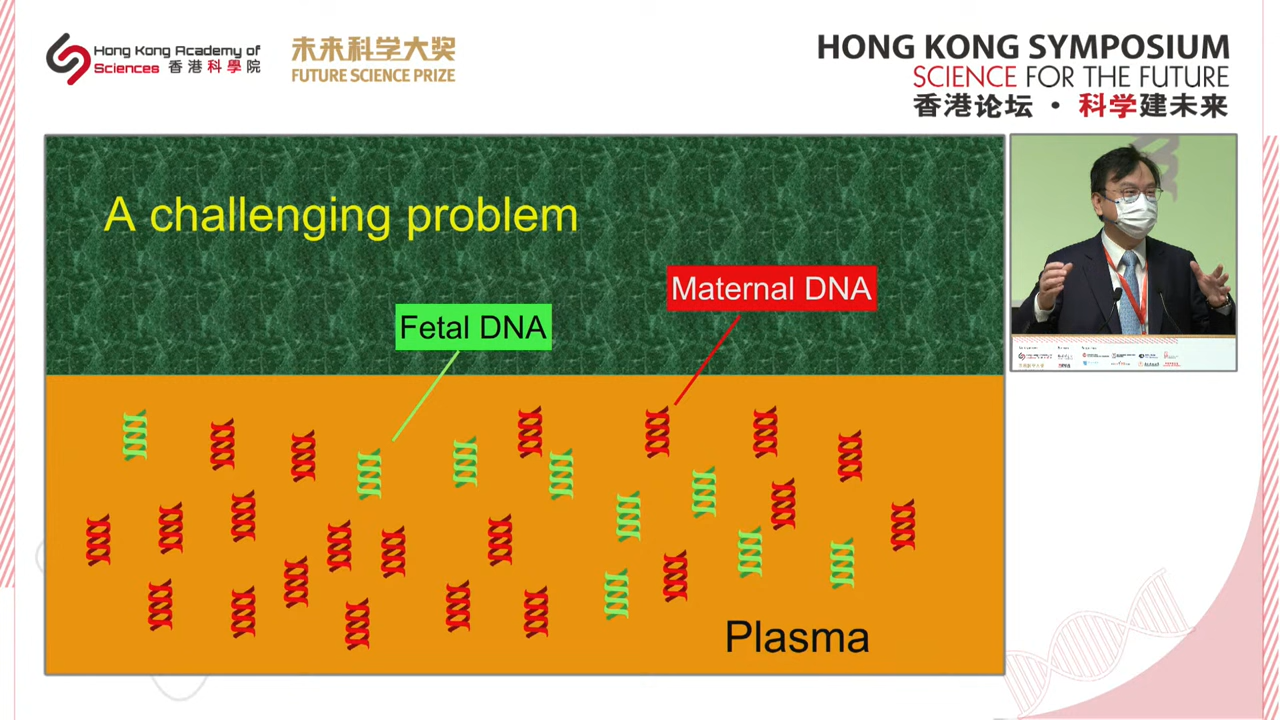 Hong Kong Academy of
Sciences 香港科學院
未来科学大奖
FUTURE SCIENCE PRIZE
HONG KONG SYMPOSIUM
SCIENCE FOR THE FUTURE
香港论坛 · 科学建未来
A challenging problem
Maternal DNA
Fetal DNA
Plasma